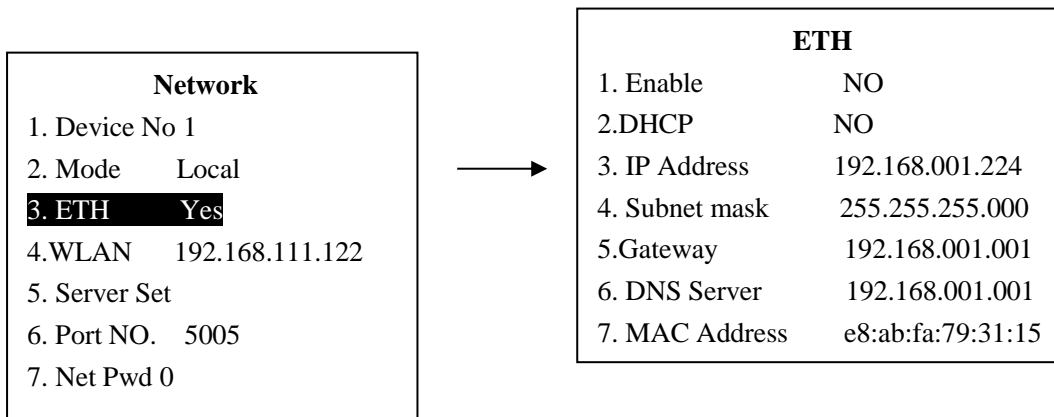 Network
1. Device No 1
2. Mode Local
3. ETH Yes
4.WLAN 192.168.111.122
5. Server Set
6. Port NO. 5005
7. Net Pwd 0
ETH
1. Enable NO
2.DHCP NO
3. IP Address 192.168.001.224
4. Subnet mask 255.255.255.000
5.Gateway 192.168.001.001
6. DNS Server 192.168.001.001
7. MAC Address e8:ab:fa:79:31:15